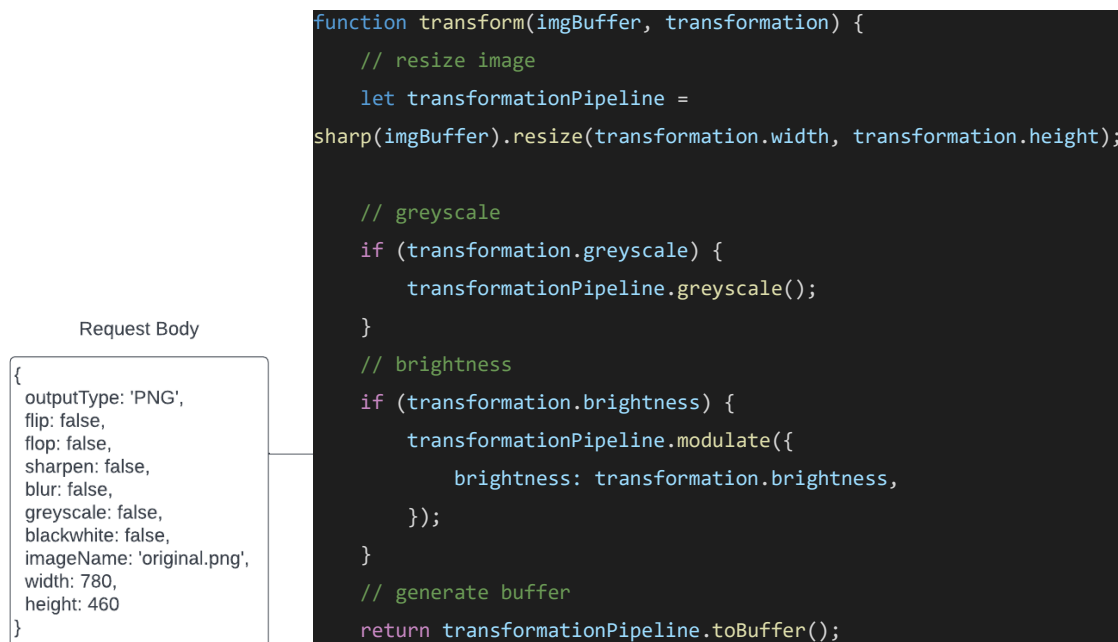 Request Body
{
outputType: 'PNG',
flip: false,
flop: false,
sharpen: false,
blur: false,
greyscale: false,
blackwhite: false,
imageName: 'original.png',
width: 780,
height: 460
}
function transform(imgBuffer, transformation) {
// resize image
let transformationPipeline =
sharp(imgBuffer).resize(transformation.width, transformation.height);
// greyscale
if (transformation.greyscale) {
transformationPipeline.greyscale();
}
// brightness
if (transformation.brightness) {
transformationPipeline.modulate({
brightness: transformation.brightness,
});
}
// generate buffer
return transformationPipeline.toBuffer();